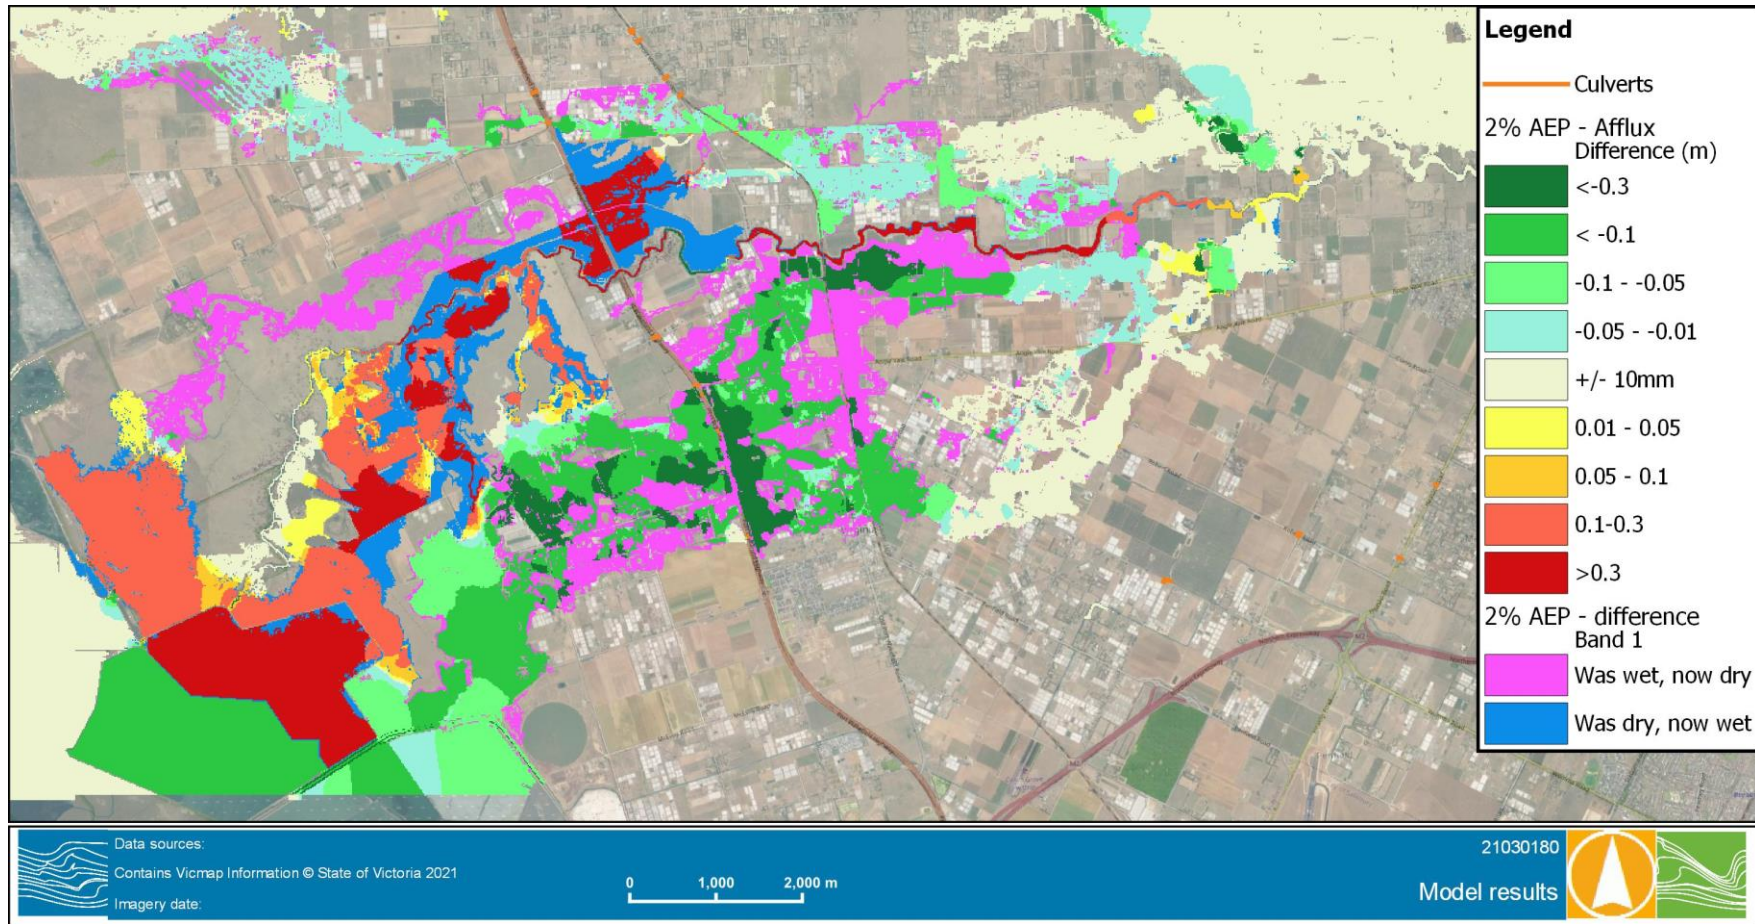 Legend
Culverts
2% AEP - Afflux
Difference (m)
<-0.3
< -0.1
-0.1 - -0.05
-0.05 - -0.01
+/- 10mm
0.01 - 0.05
0.05 - 0.1
0.1-0.3
>0.3
2% AEP - difference
Band 1
Was wet, now dry
Was dry, now wet
Data sources:
Contains Vicmap Information © State of Victoria 2021
Imagery date:
0 1,000 2,000 m
21030180
Model results